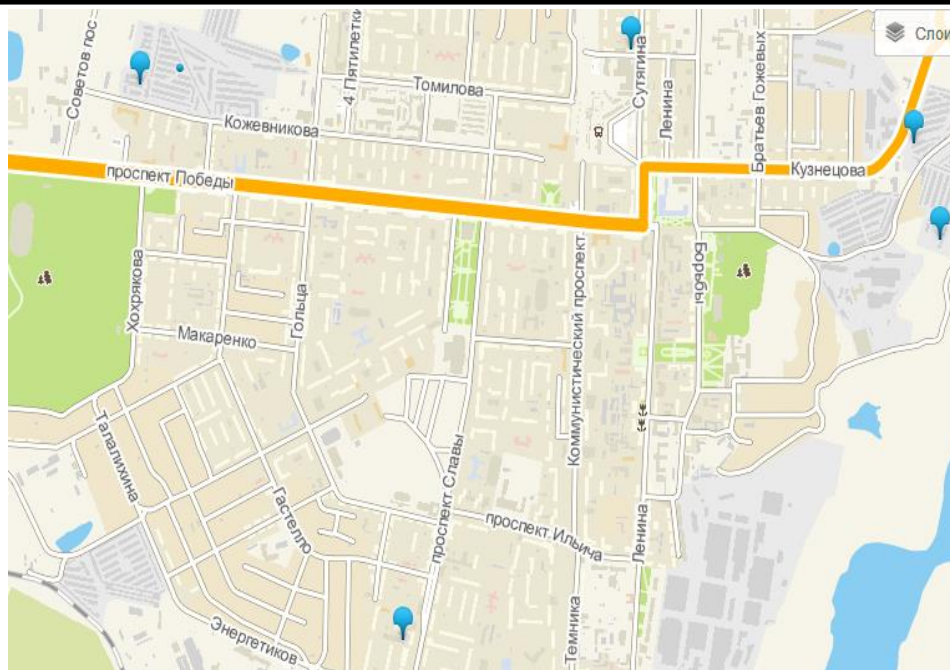 Слои
Советов пос
4 Пятилетки
Томилова
Сутягина
Ленина
Братьев Гожевых
Кожевникова
СВ
Кузнецова
проспект Победы
Хохрякова
Гольца
Борьбы
Коммунистический проспект
Макаренко
Талалихина
Гастелло
проспект Славы
проспект Ильича
Ленина
Энергетиков
Темника